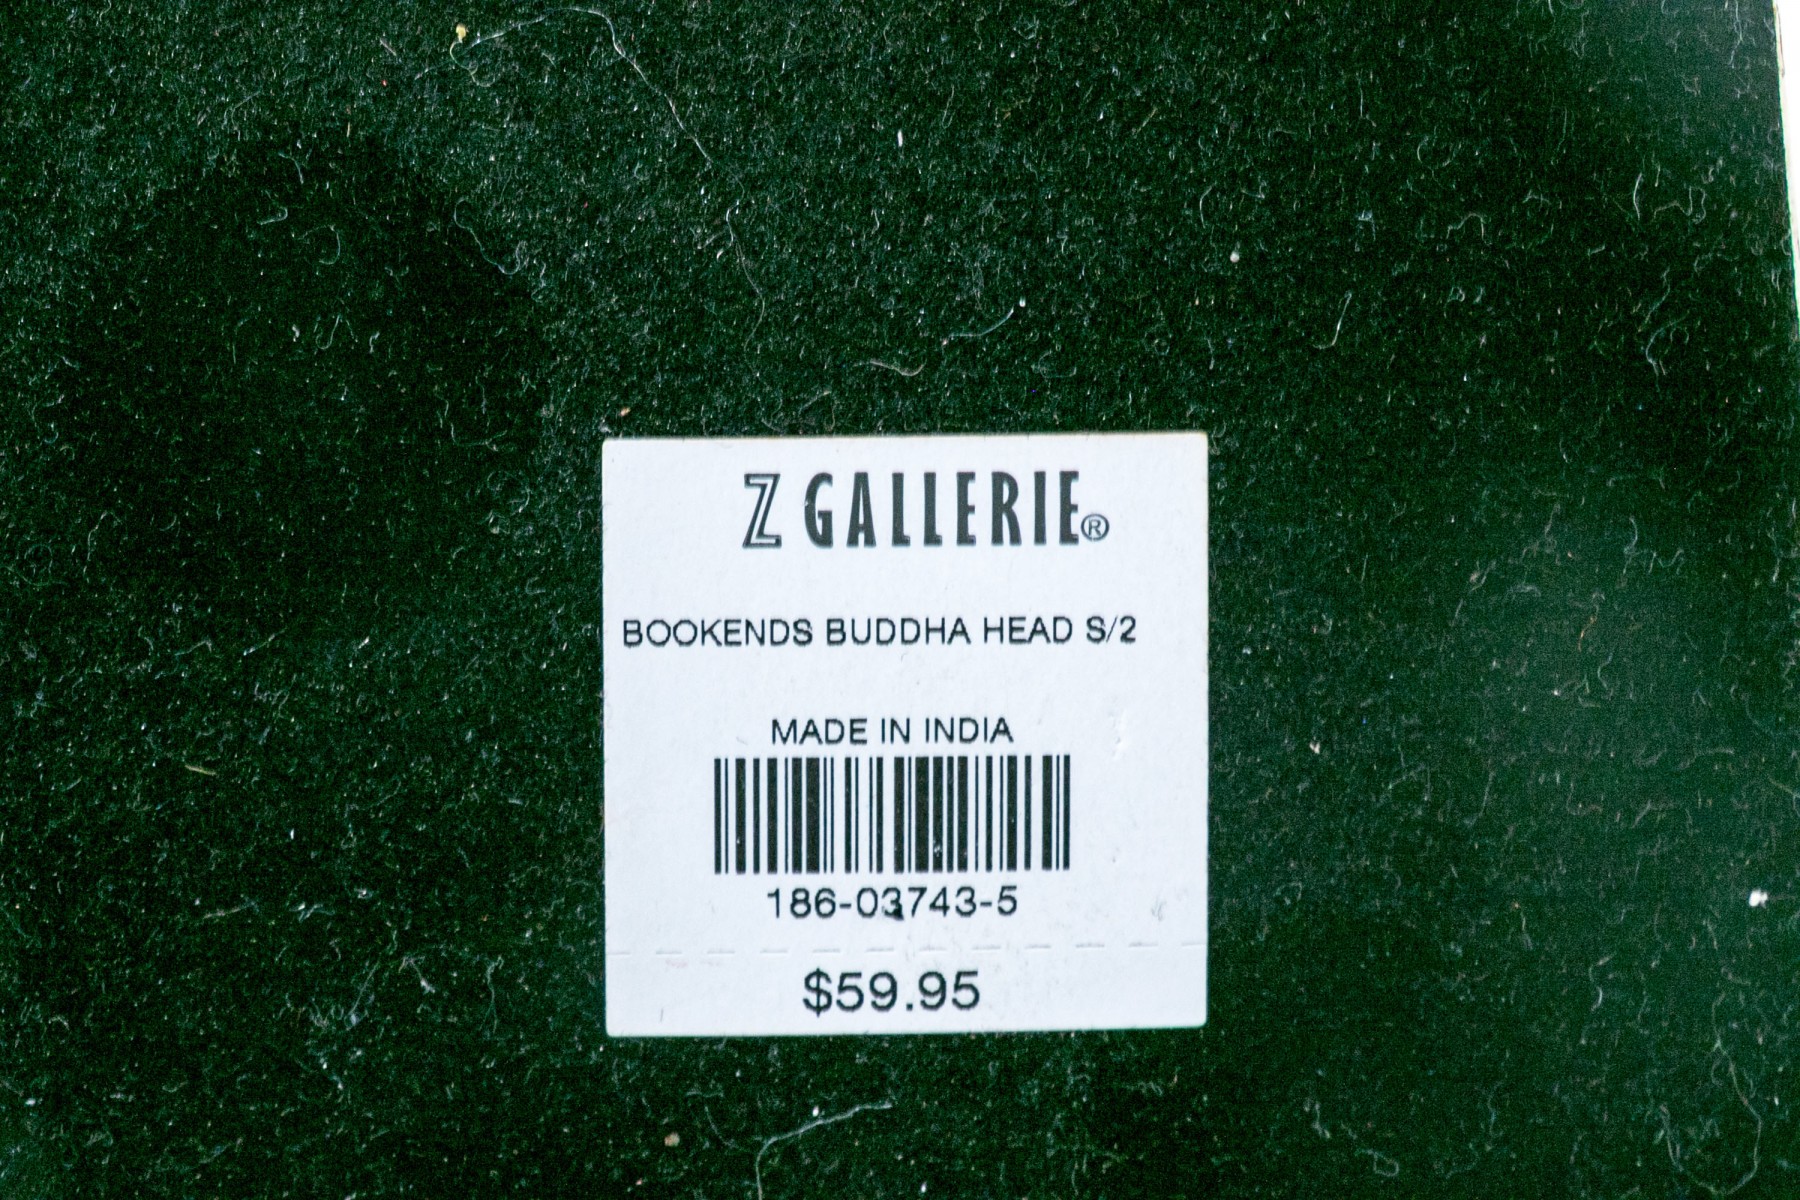 Z GALLERIE®
BOOKENDS BUDDHA HEAD S/2
MADE IN INDIA
186-03743-5
$59.95